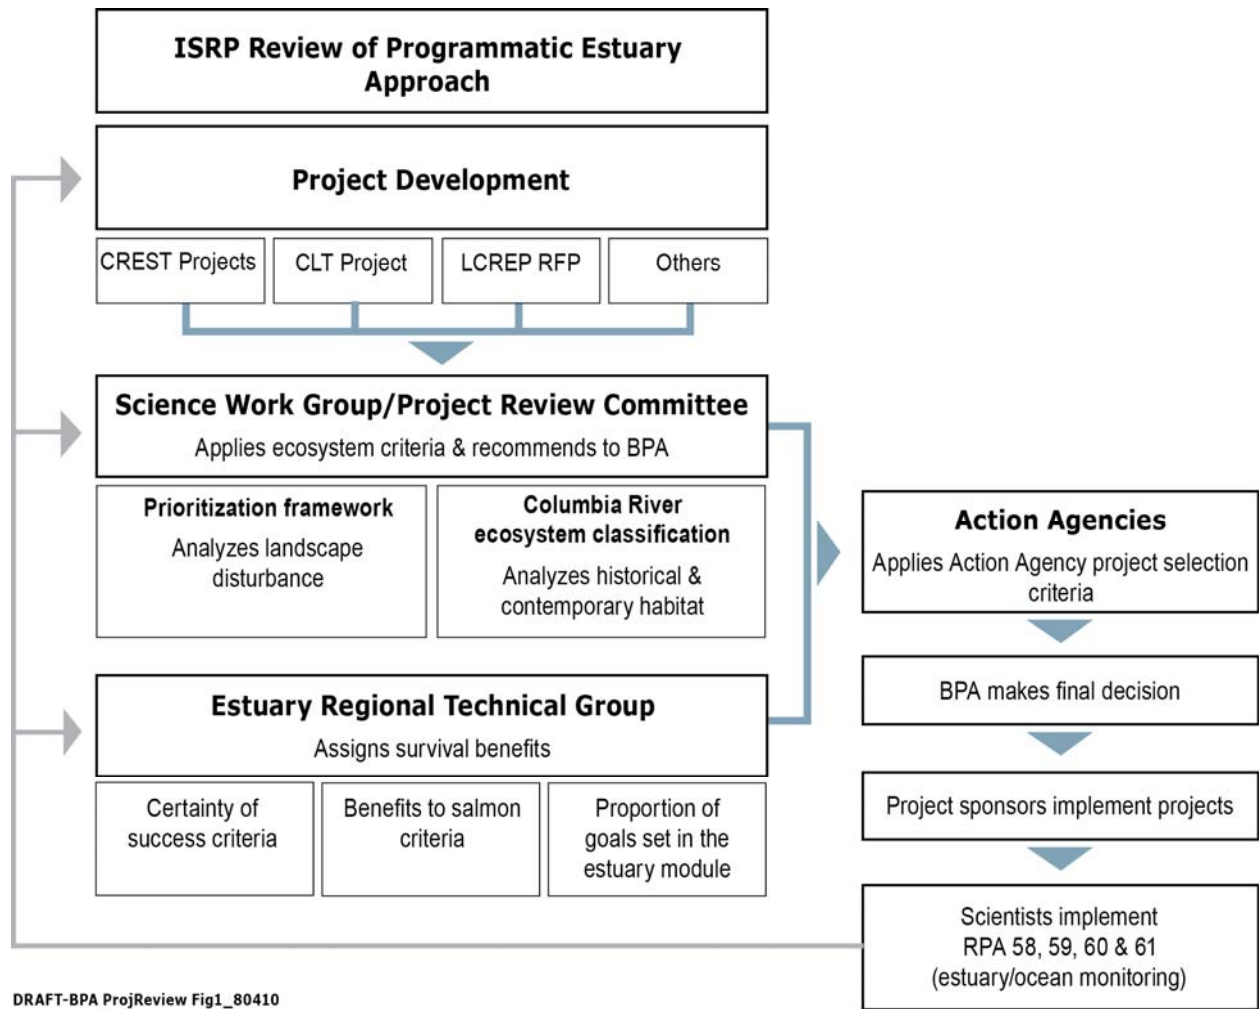 ISRP Review of Programmatic Estuary
Approach
Project Development
CREST Projects
CLT Project
LCREP RFP
Others
Science Work Group/Project Review Committee
Applies ecosystem criteria & recommends to BPA
Prioritization framework
Analyzes landscape
disturbance
Columbia River
ecosystem classification
Analyzes historical &
contemporary habitat
Estuary Regional Technical Group
Assigns survival benefits
Certainty of
success criteria
Benefits to salmon
criteria
Proportion of
goals set in the
estuary module
Action Agencies
Applies Action Agency project selection
criteria
BPA makes final decision
Project sponsors implement projects
Scientists implement
RPA 58, 59, 60 & 61
(estuary/ocean monitoring)
DRAFT-BPA ProjReview Fig1_80410